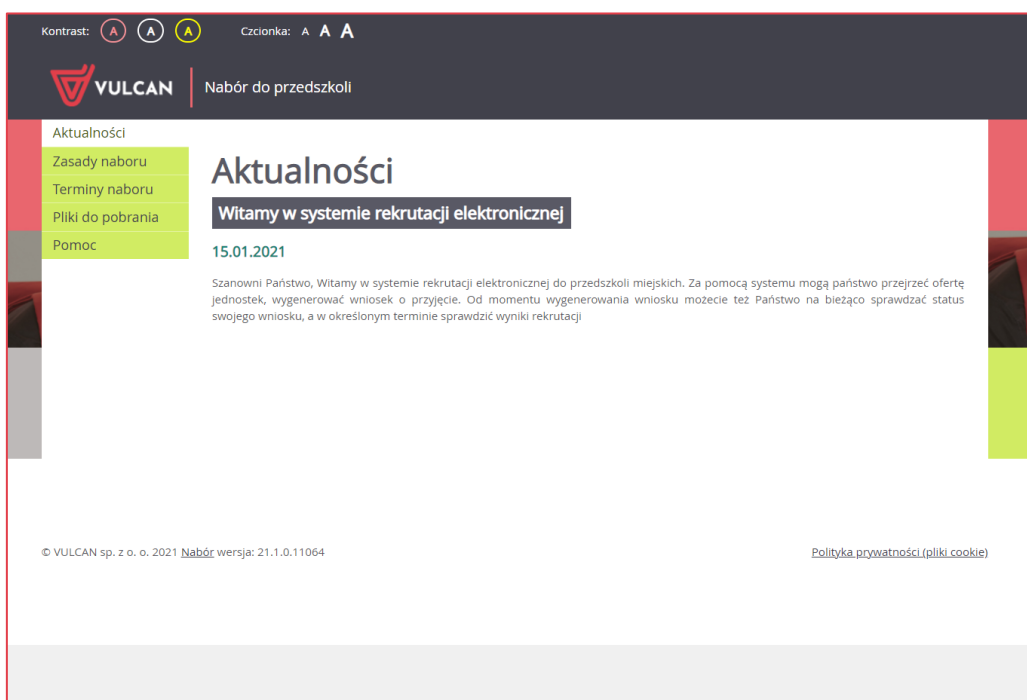 Kontrast: A A A Czcionka: A A A
VULCAN Nabór do przedszkoli
Aktualności
Zasady naboru
Terminy naboru
Pliki do pobrania
Pomoc
Aktualności
Witamy w systemie rekrutacji elektronicznej
15.01.2021
Szanowni Państwo, Witamy w systemie rekrutacji elektronicznej do przedszkoli miejskich. Za pomocą systemu mogą państwo przejrzeć ofertę
jednostek, wygenerować wniosek o przyjęcie. Od momentu wygenerowania wniosku możecie też Państwo na bieżąco sprawdzać status
swojego wniosku, a w określonym terminie sprawdzić wyniki rekrutacji
© VULCAN sp. z o. o. 2021 Nabór wersja: 21.1.0.11064 Polityka prywatności (pliki cookie)